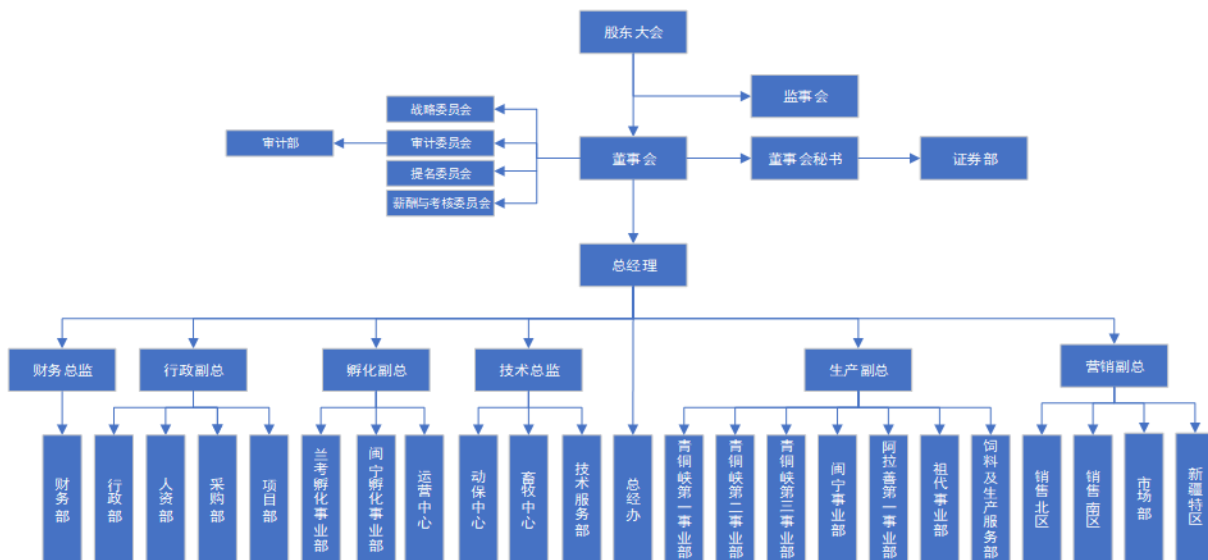 股东大会
监事会
战略委员会
审计部
审计委员会
董事会
董事会秘书
证券部
提名委员会
薪酬与考核委员会
总经理
财务总监
行政副总
孵化副总
技术总监
生产副总
营销副总
财务部
行政部
人资部
采购部
项目部
兰考孵化事业部
闽宁孵化事业部
运营中心
动保中心
畜牧中心
技术服务部
总经办
青铜峡第一事业部
青铜峡第二事业部
青铜峡第三事业部
闽宁事业部
阿拉善第一事业部
祖代事业部
饲料及生产服务部
销售北区
销售南区
市场部
新疆特区